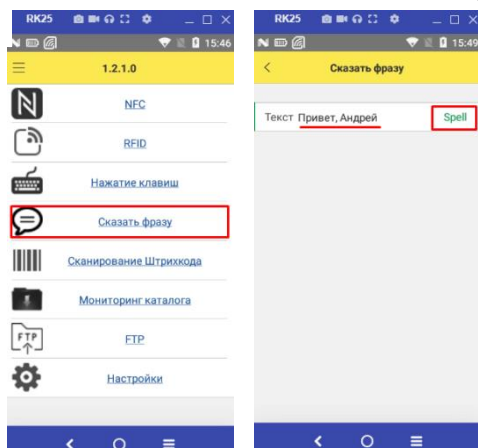 RK25
15:46
1.2.1.0
NFC
RFID
Нажатие клавиш
Сказать фразу
Сканирование Штрихкода
Мониторинг каталога
FTP
FTP
Настройки
RK25
15:49
Сказать фразу
Текст Привет, Андрей Spell